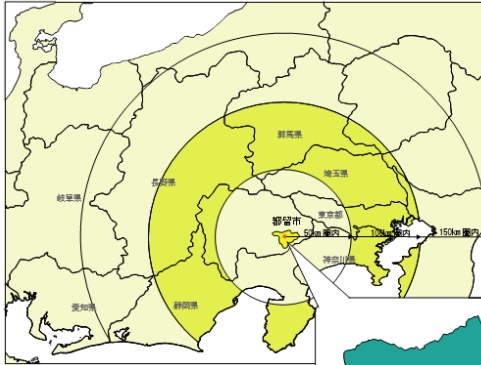 群馬県
長野県
埼玉県
岐阜県
都留市
東京都
50km圏内
100km圏内
150km圏内
神奈川県
静岡県
愛知県